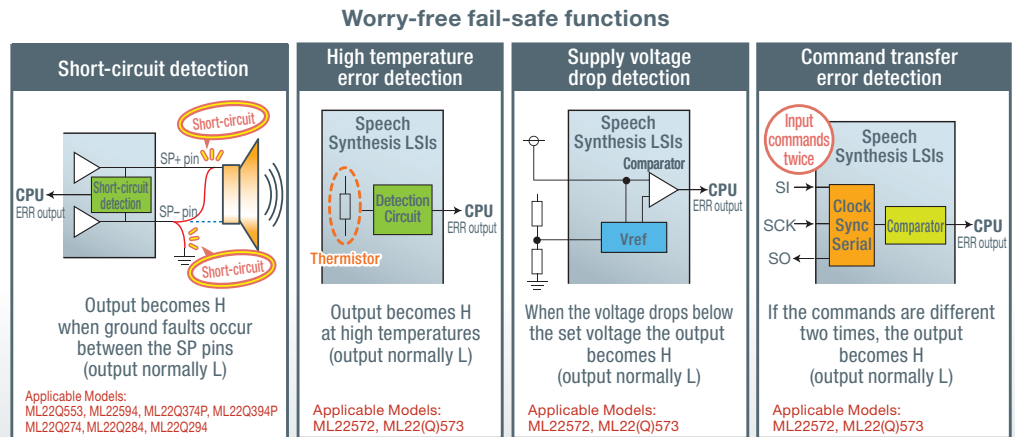 Worry-free fail-safe functions
Short-circuit detection
Short-circuit
SP+ pin
CPU
ERR output
Short-circuit
detection
SP− pin
Short-circuit
Output becomes H
when ground faults occur
between the SP pins
(output normally L)
Applicable Models:
ML22Q553, ML22594, ML22Q374P, ML22Q394P
ML22Q274, ML22Q284, ML22Q294
High temperature
error detection
Speech
Synthesis LSIs
Detection
Circuit
CPU
ERR output
Thermistor
Output becomes H
at high temperatures
(output normally L)
Applicable Models:
ML22572, ML22(Q)573
Supply voltage
drop detection
Speech
Synthesis LSIs
Comparator
CPU
ERR output
Vref
When the voltage drops below
the set voltage the output
becomes H
(output normally L)
Applicable Models:
ML22572, ML22(Q)573
Command transfer
error detection
Input
commands
twice
Speech
Synthesis LSIs
SI
SCK
SO
Clock
Sync
Serial
Comparator
CPU
ERR output
If the commands are different
two times, the output
becomes H
(output normally L)
Applicable Models:
ML22572, ML22(Q)573